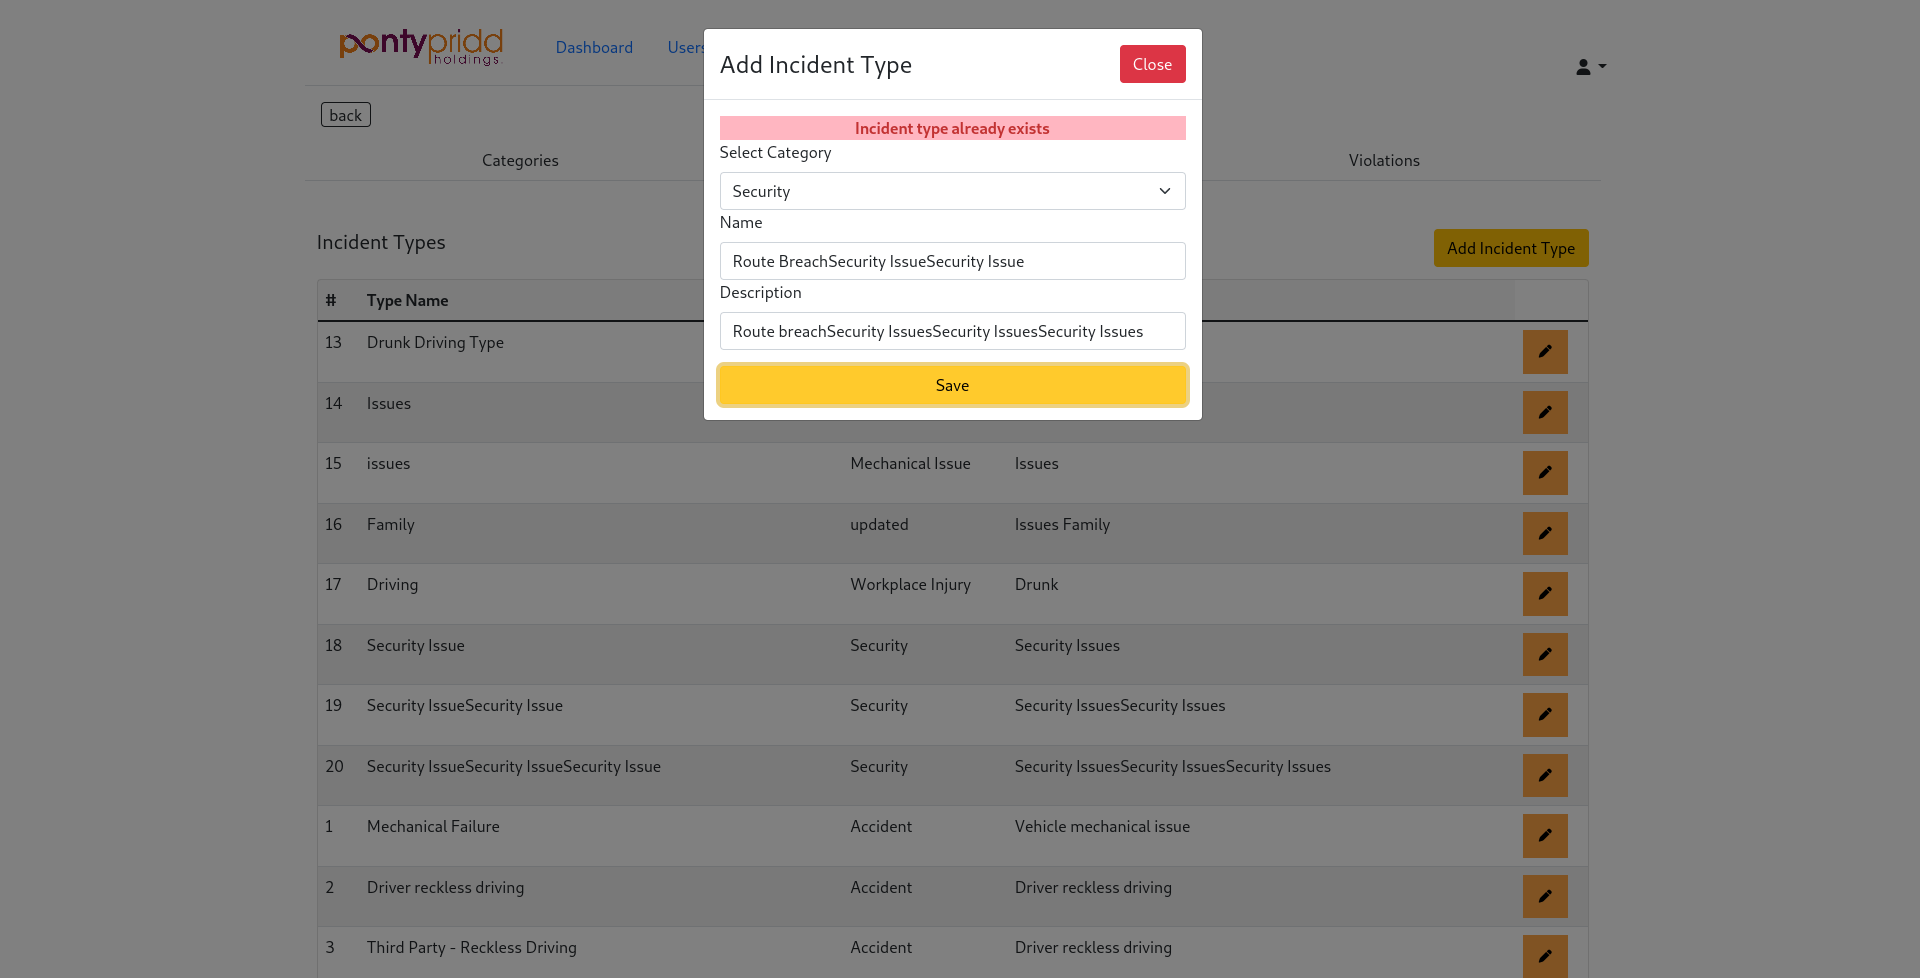 pontypridd
holdings.
Dashboard Users
Add Incident Type Close
back
Incident type already exists
Select Category
Categories Violations
Security
Name
Incident Types Add Incident Type
Route BreachSecurity IssueSecurity Issue
Description
# Type Name
Route breachSecurity IssuesSecurity IssuesSecurity Issues
13 Drunk Driving Type
Save
14 Issues
15 issues Mechanical Issue Issues
16 Family updated Issues Family
17 Driving Workplace Injury Drunk
18 Security Issue Security Security Issues
19 Security IssueSecurity Issue Security Security IssuesSecurity Issues
20 Security IssueSecurity IssueSecurity Issue Security Security IssuesSecurity IssuesSecurity Issues
1 Mechanical Failure Accident Vehicle mechanical issue
2 Driver reckless driving Accident Driver reckless driving
3 Third Party - Reckless Driving Accident Driver reckless driving